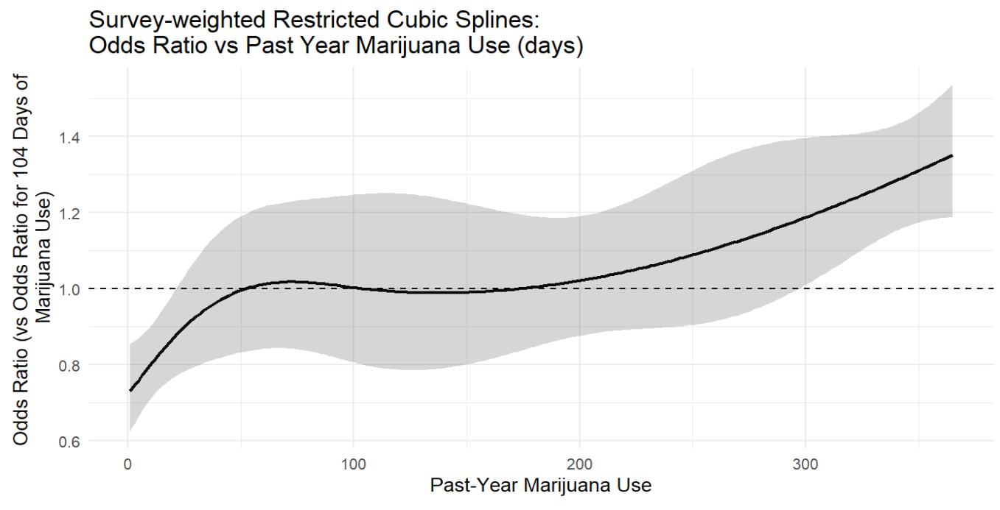 Survey-weighted Restricted Cubic Splines:
Odds Ratio vs Past Year Marijuana Use (days)
Odds Ratio (vs Odds Ratio for 104 Days of
Marijuana Use)
1.4
1.2
1.0
0.8
0.6
0
100
200
300
Past-Year Marijuana Use